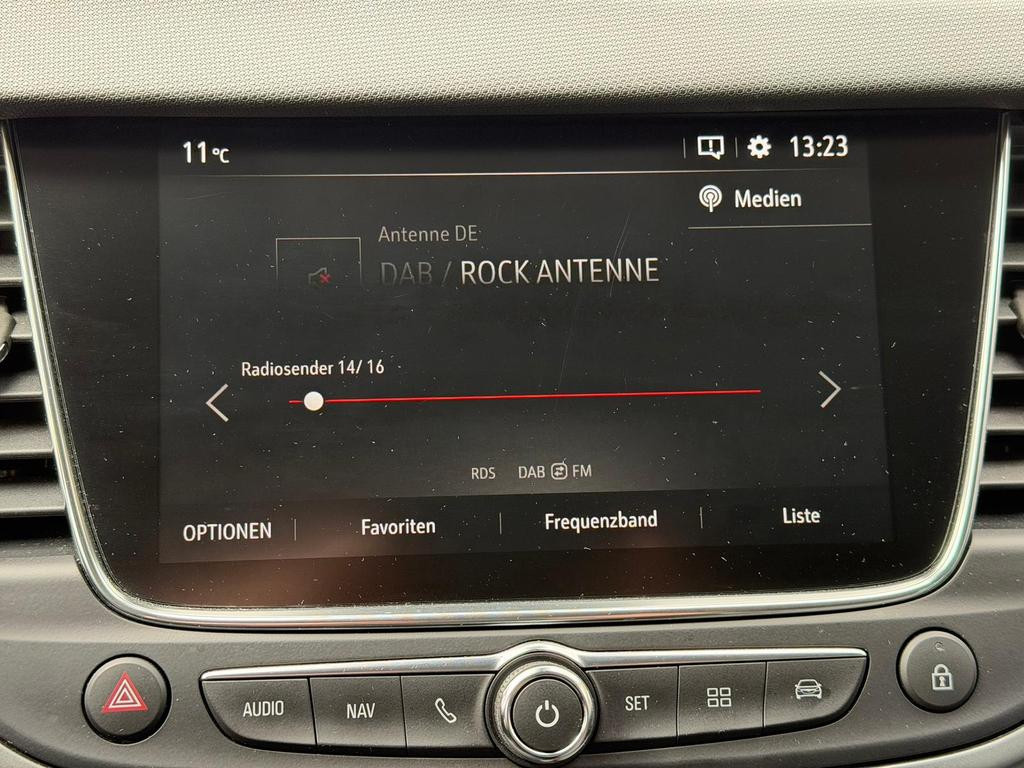 11 °C
13:23
Medien
Antenne DE
DAB / ROCK ANTENNE
Radiosender 14/ 16
RDS DAB FM
OPTIONEN Favoriten Frequenzband Liste
AUDIO NAV SET